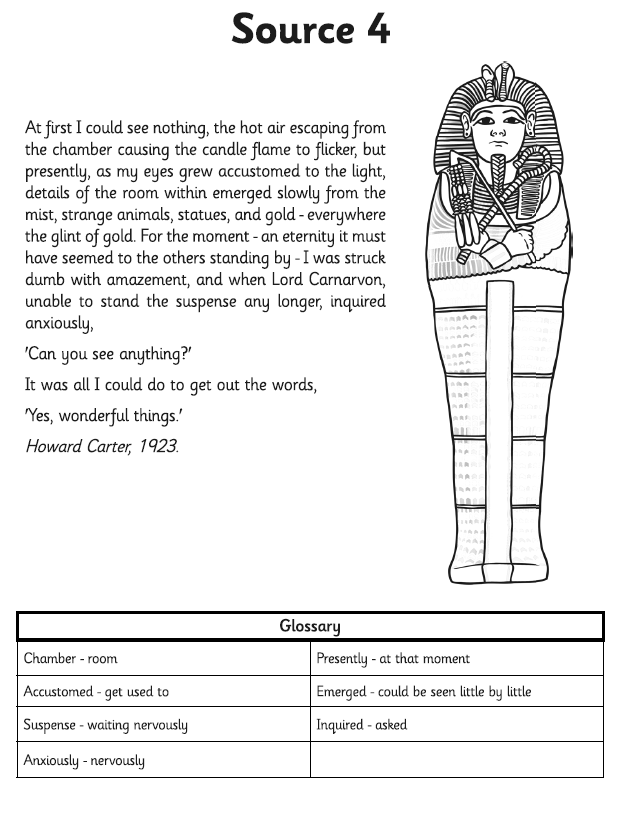 Source 4
At first I could see nothing, the hot air escaping from
the chamber causing the candle flame to flicker, but
presently, as my eyes grew accustomed to the light,
details of the room within emerged slowly from the
mist, strange animals, statues, and gold - everywhere
the glint of gold. For the moment - an eternity it must
have seemed to the others standing by - I was struck
dumb with amazement, and when Lord Carnarvon,
unable to stand the suspense any longer, inquired
anxiously,
'Can you see anything?'
It was all I could do to get out the words,
'Yes, wonderful things.'
Howard Carter, 1923.
Glossary
Chamber - room
Presently - at that moment
Accustomed - get used to
Emerged - could be seen little by little
Suspense - waiting nervously
Inquired - asked
Anxiously - nervously